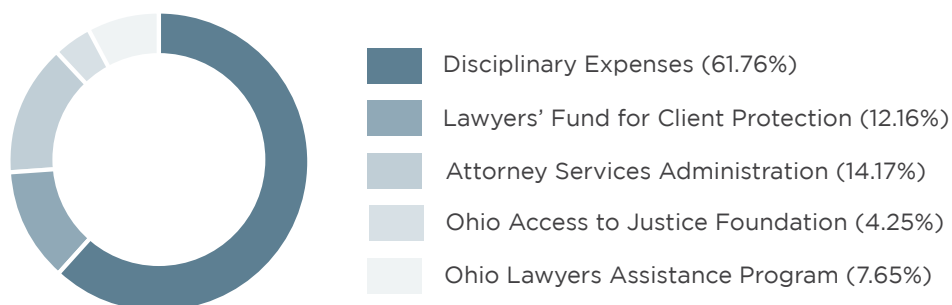 Disciplinary Expenses (61.76%)
Lawyers’ Fund for Client Protection (12.16%)
Attorney Services Administration (14.17%)
Ohio Access to Justice Foundation (4.25%)
Ohio Lawyers Assistance Program (7.65%)